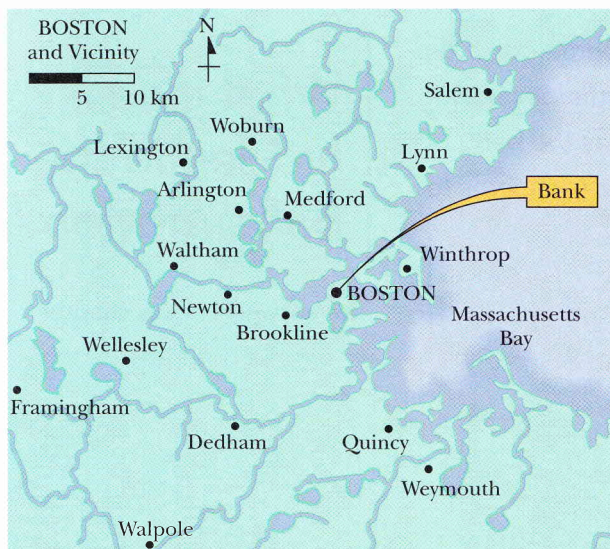 BOSTON
and Vicinity
N
5 10 km
Salem
Woburn
Lexington
Lynn
Arlington
Medford
Bank
Waltham
Winthrop
Newton
BOSTON
Brookline
Massachusetts
Bay
Wellesley
Framingham
Dedham
Quincy
Weymouth
Walpole